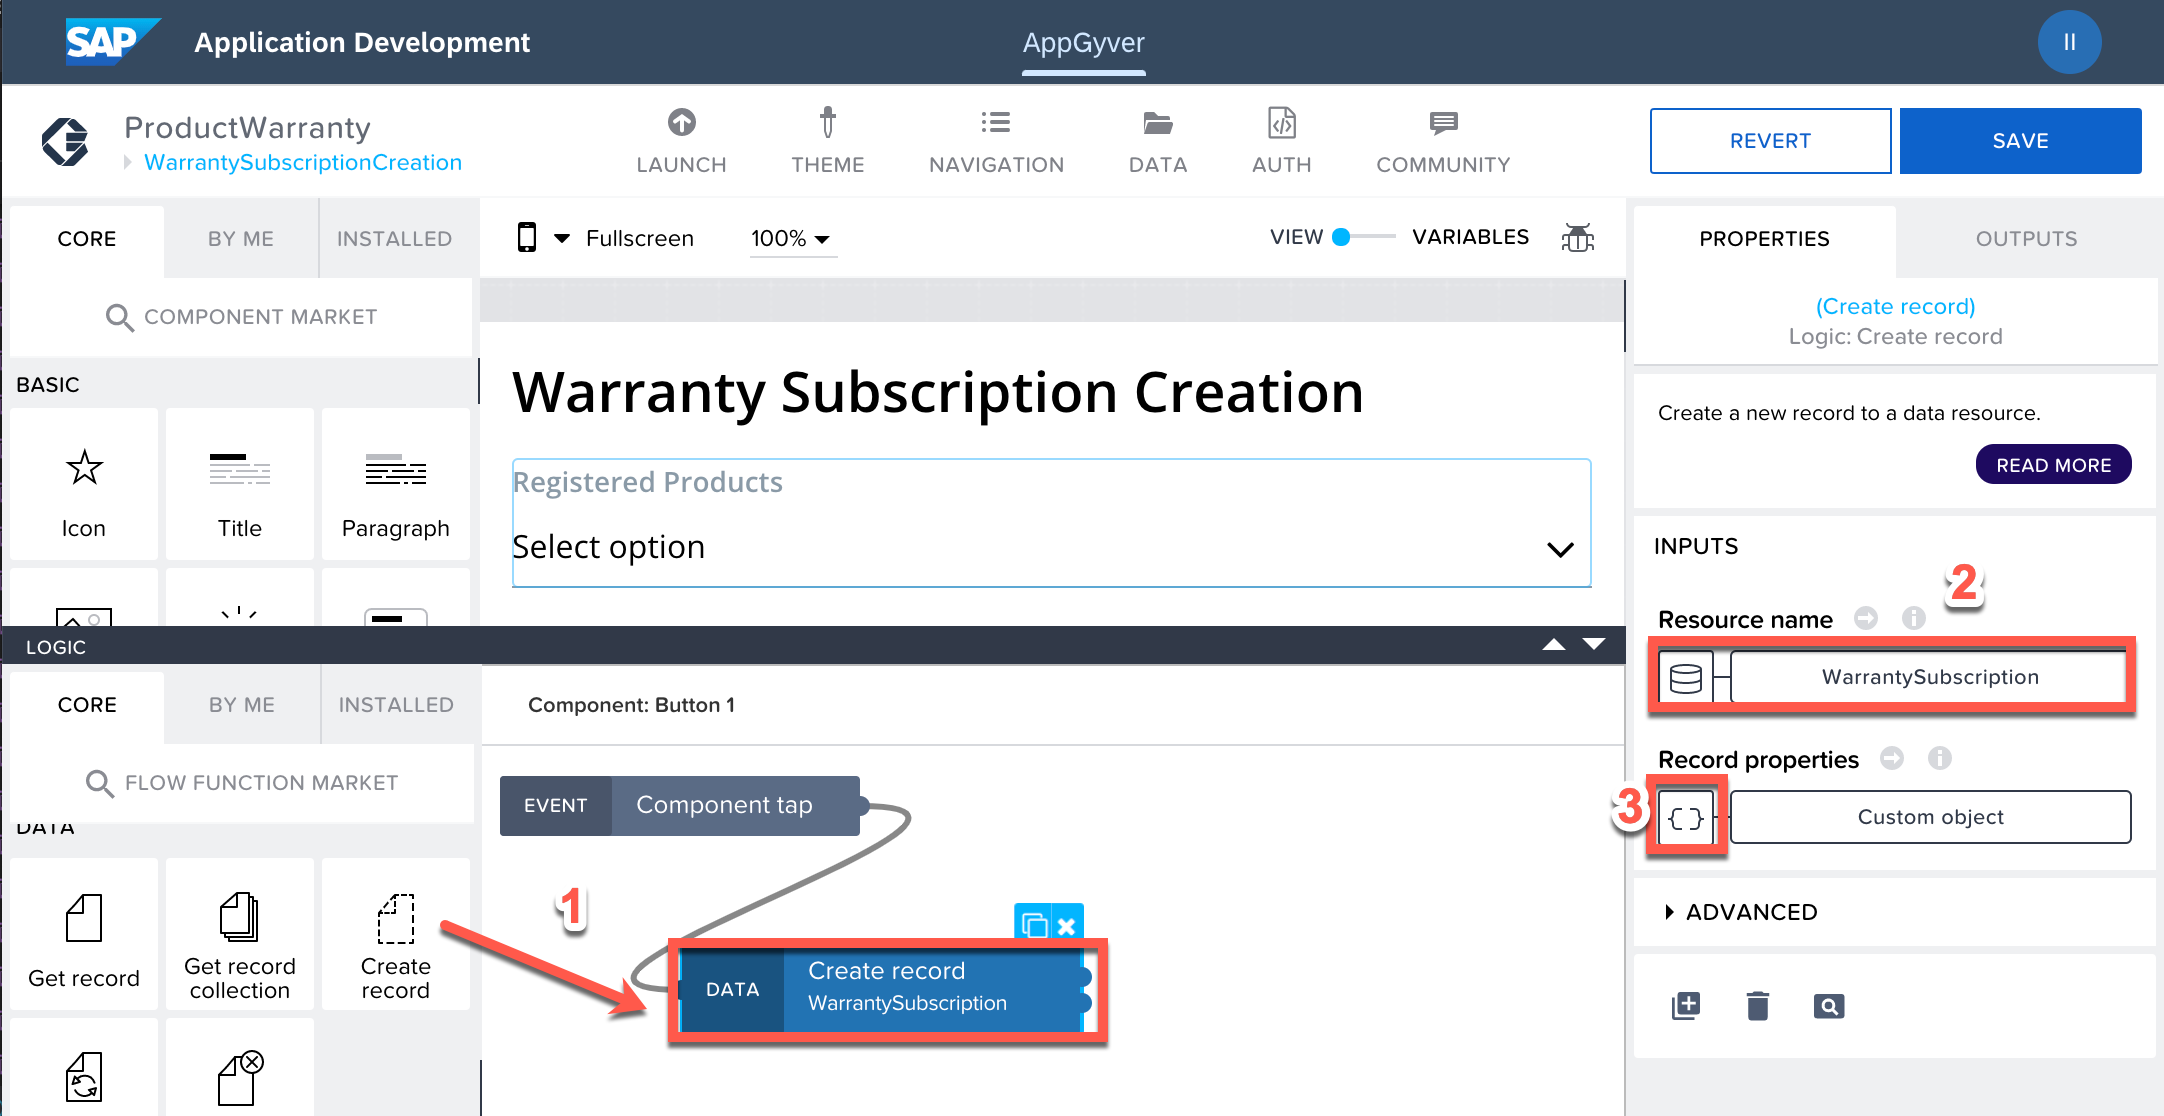 SAP
Application Development
AppGyver
II
ProductWarranty
WarrantySubscriptionCreation
LAUNCH
THEME
NAVIGATION
DATA
AUTH
COMMUNITY
REVERT
SAVE
CORE
BY ME
INSTALLED
COMPONENT MARKET
BASIC
Icon
Title
Paragraph
Fullscreen
100%
VIEW
VARIABLES
Warranty Subscription Creation
Registered Products
Select option
LOGIC
CORE
BY ME
INSTALLED
FLOW FUNCTION MARKET
DATA
Get record
Get record
collection
Create
record
Component: Button 1
EVENT
Component tap
1
DATA
Create record
WarrantySubscription
PROPERTIES
OUTPUTS
(Create record)
Logic: Create record
Create a new record to a data resource.
READ MORE
INPUTS
2
Resource name
WarrantySubscription
Record properties
3
{ }
Custom object
ADVANCED